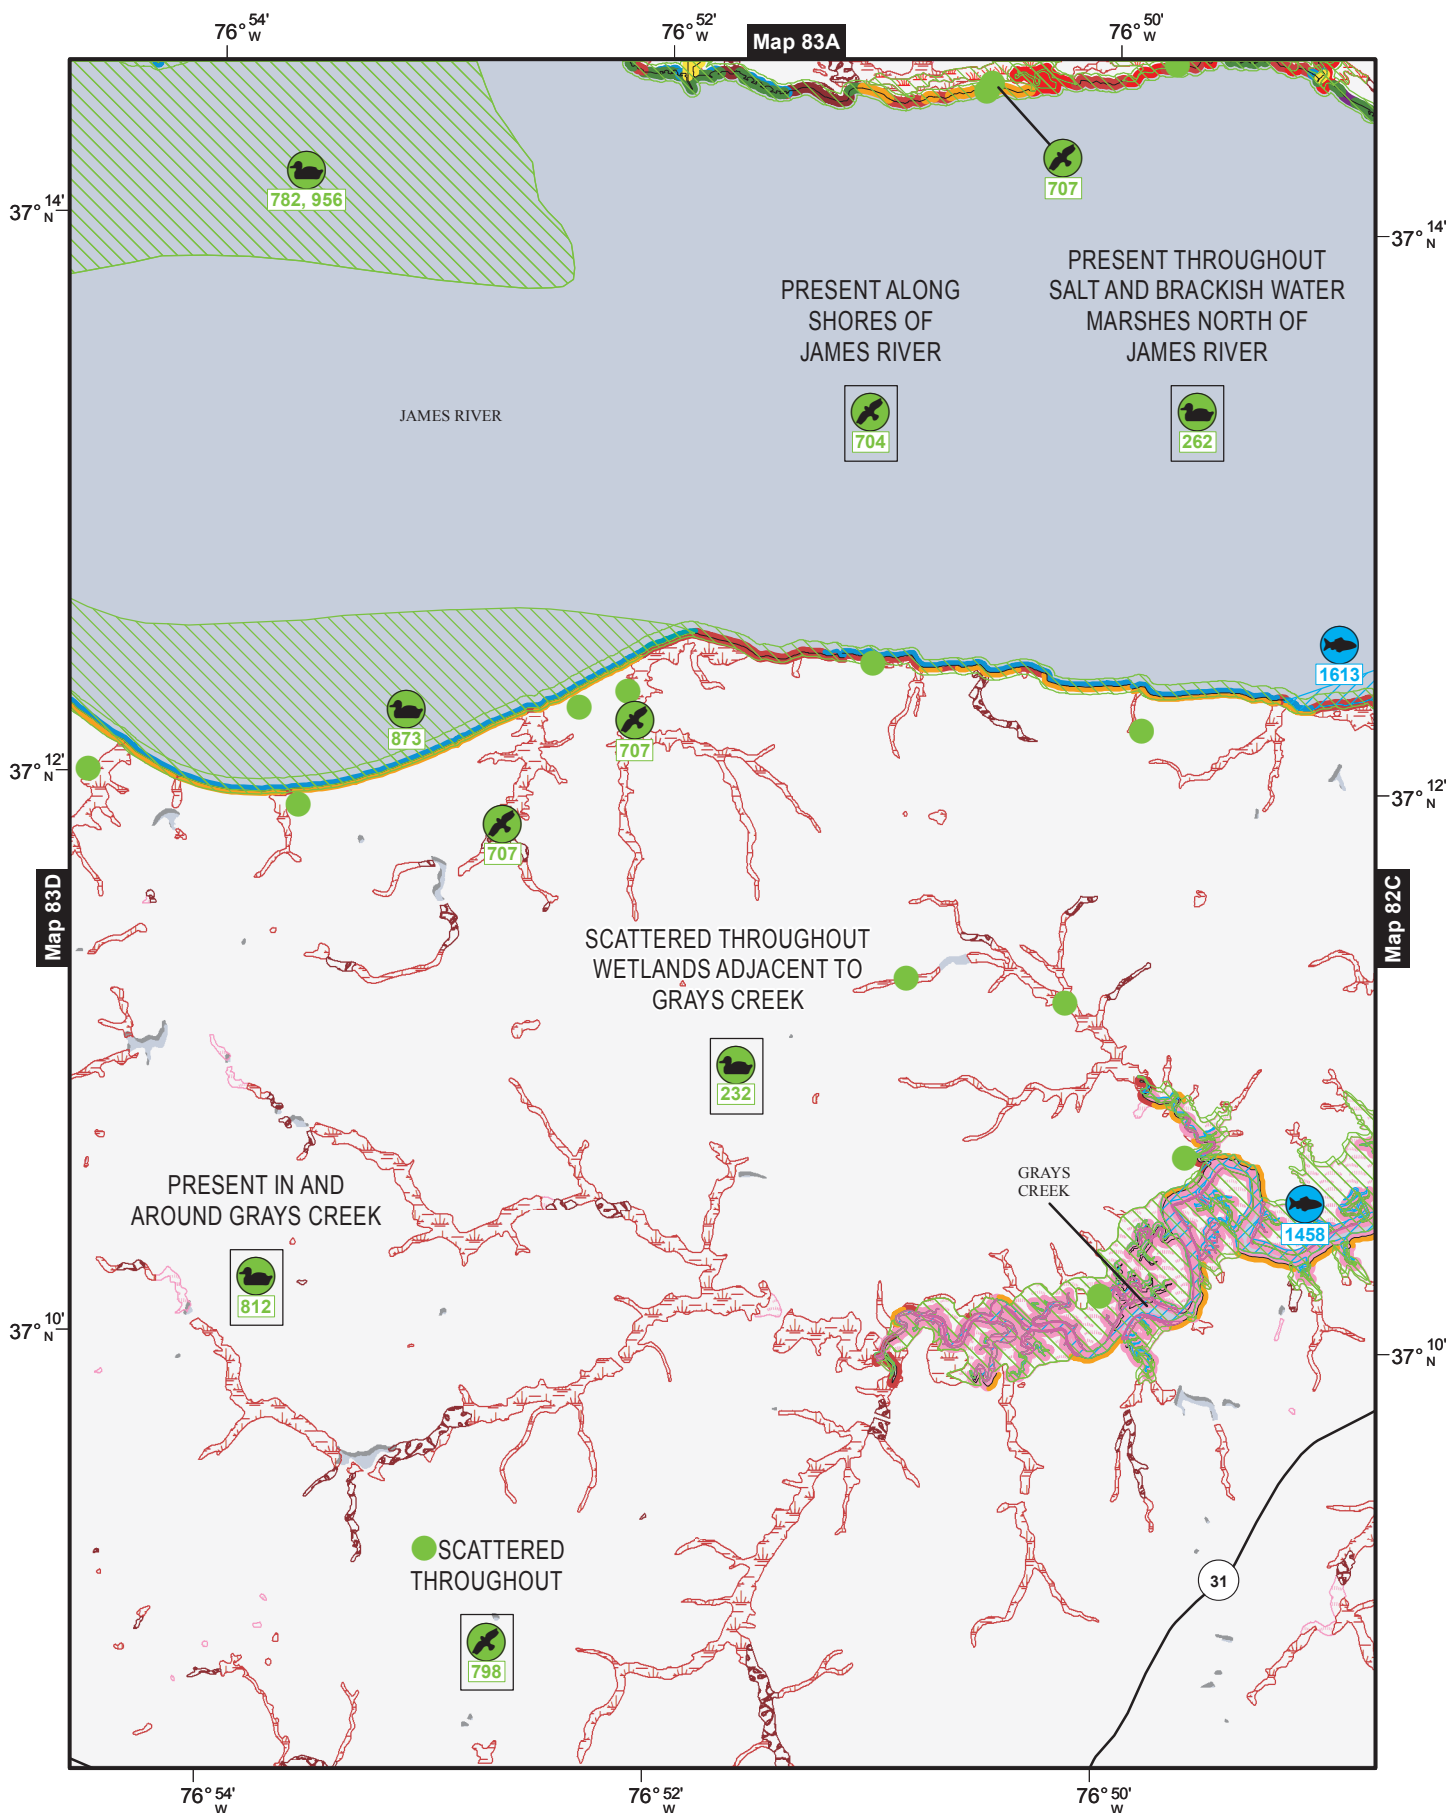 76° 54' W
76° 52' W
76° 50' W
Map 83A
782, 956
707
37° 14' N
37° 14' N
PRESENT ALONG
SHORES OF
JAMES RIVER
704
PRESENT THROUGHOUT
SALT AND BRACKISH WATER
MARSHES NORTH OF
JAMES RIVER
262
JAMES RIVER
1613
873
707
37° 12' N
37° 12' N
707
Map 83D
Map 82C
SCATTERED THROUGHOUT
WETLANDS ADJACENT TO
GRAYS CREEK
232
GRAYS
CREEK
PRESENT IN AND
AROUND GRAYS CREEK
812
1458
37° 10' N
37° 10' N
SCATTERED
THROUGHOUT
798
31
76° 54' W
76° 52' W
76° 50' W